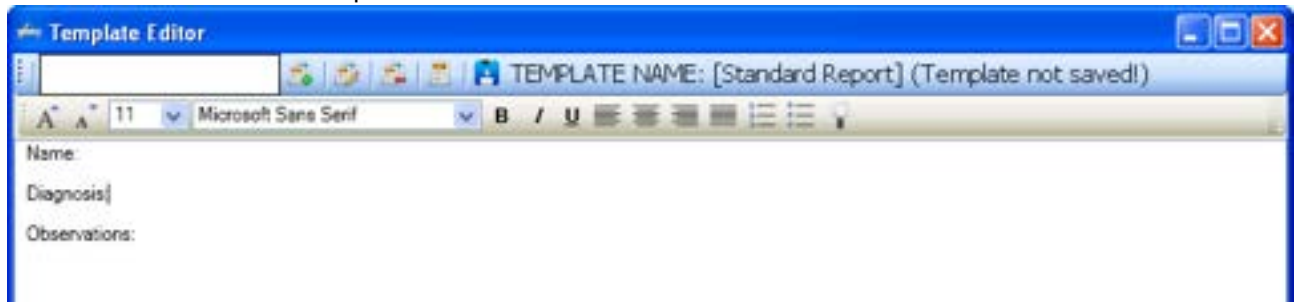 Template Editor
TEMPLATE NAME: [Standard Report] (Template not saved!)
A A 11 Microsoft Sans Serif B I U
Name:
Diagnosis:
Observations: